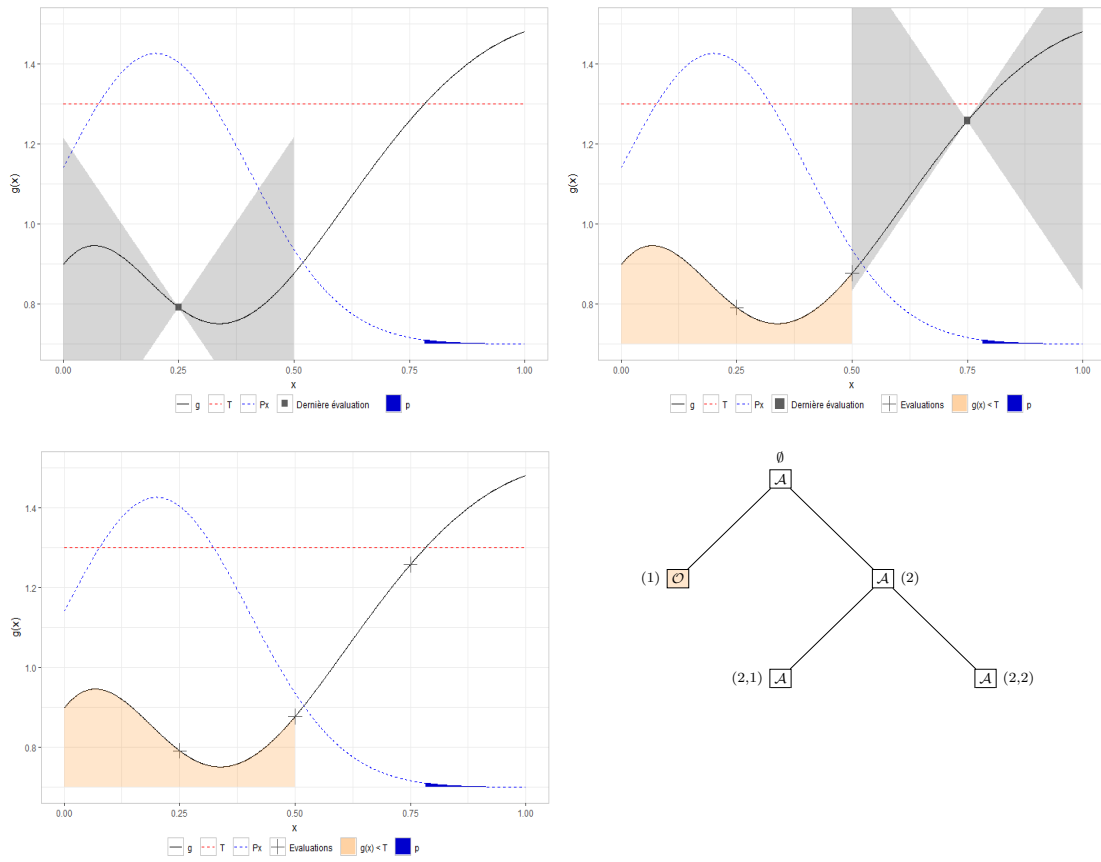 g(x)
1.4
1.2
1.0
0.8
0.00 0.25 0.50 0.75 1.00
x
g T Px Dernière évaluation p
g(x)
1.4
1.2
1.0
0.8
0.00 0.25 0.50 0.75 1.00
x
g T Px Dernière évaluation Evaluations g(x) < T p
g(x)
1.4
1.2
1.0
0.8
0.00 0.25 0.50 0.75 1.00
x
g T Px Evaluations g(x) < T p
∅
𝒜
(1) 𝒪 𝒜 (2)
(2,1) 𝒜 𝒜 (2,2)